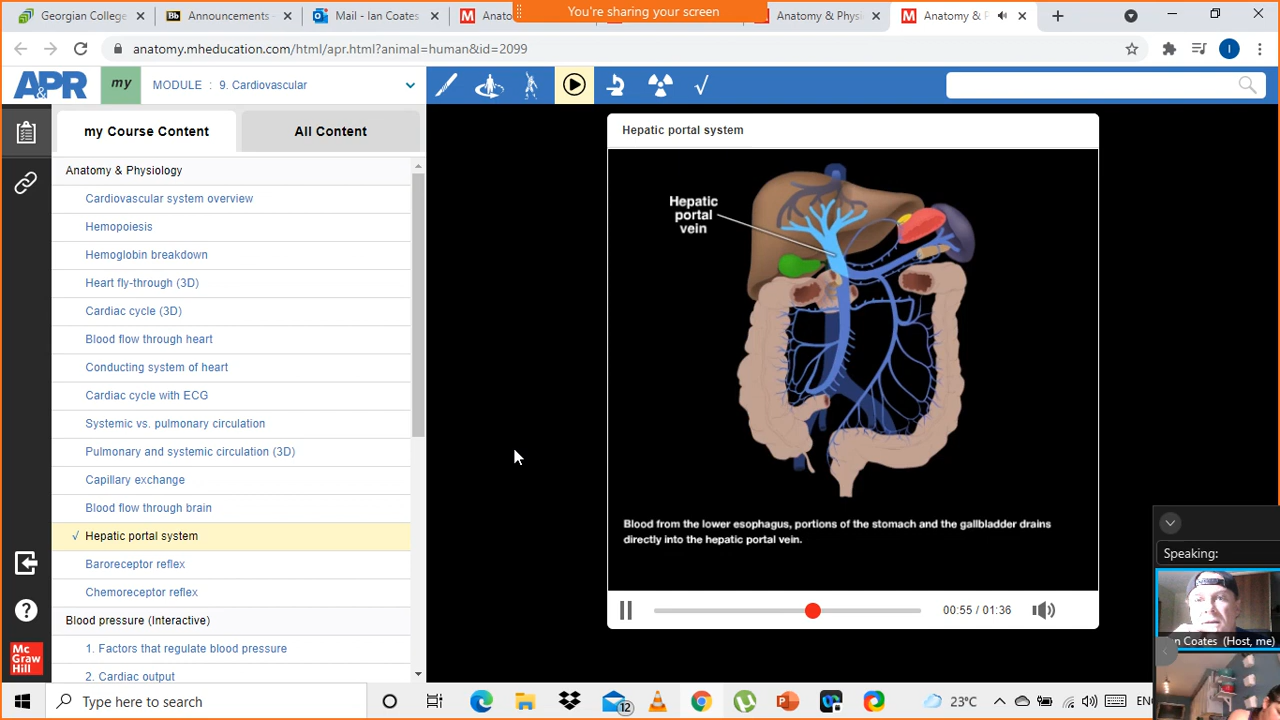 You're sharing your screen
Georgian College
Announcements -
Mail - Ian Coates
Anato
Anatomy & Physi
Anatomy & P
anatomy.mheducation.com/html/apr.html?animal=human&id=2099
A&PR
my
MODULE : 9. Cardiovascular
my Course Content
All Content
Hepatic portal system
Anatomy & Physiology
Cardiovascular system overview
Hemopoiesis
Hemoglobin breakdown
Heart fly-through (3D)
Cardiac cycle (3D)
Blood flow through heart
Conducting system of heart
Cardiac cycle with ECG
Systemic vs. pulmonary circulation
Pulmonary and systemic circulation (3D)
Capillary exchange
Blood flow through brain
√ Hepatic portal system
Baroreceptor reflex
Chemoreceptor reflex
Blood pressure (Interactive)
1. Factors that regulate blood pressure
2. Cardiac output
Mc
Graw
Hill
Hepatic
portal
vein
Blood from the lower esophagus, portions of the stomach and the gallbladder drains
directly into the hepatic portal vein.
00:55 / 01:36
Speaking:
n Coates (Host, me)
Type here to search
12
23°C
ENG